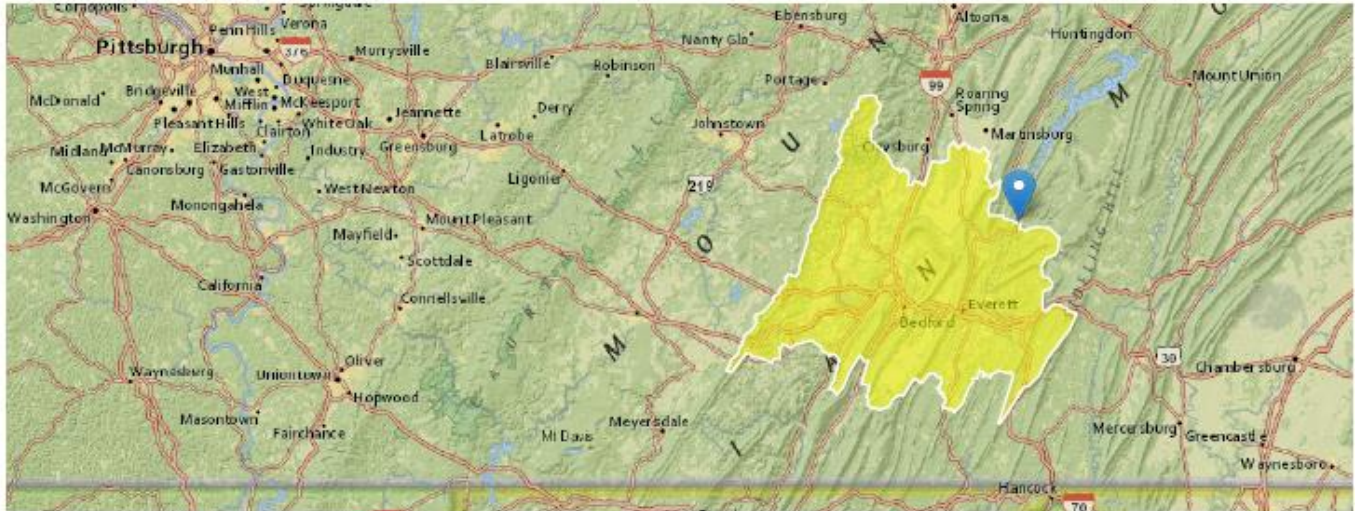 Coraopolis
Verona
Penn Hills
Pittsburgh
376
Murrysville
Munhall
Duquesne
Bridgeville
West
Mifflin
McKeesport
McDonald
Pleasant Hills
Clairton
White Oak
Jeannette
Midland
McMurray
Elizabeth
Industry
Greensburg
Canonsburg
Gastonville
McGovern
West Newton
Washington
Monongahela
Mount Pleasant
Mayfield
Scottdale
California
Connellsville
Oliver
Uniontown
Waynesburg
Hopwood
Masontown
Fairchance
Blairsville
Robinson
Derry
Latrobe
Ligonier
Nanty Glo
Ebensburg
Portage
Johnstown
219
Altoona
99
Roaring
Spring
Martinsburg
Claysburg
Huntingdon
Mount Union
Everett
Bedford
30
Chambersburg
Meyersdale
Mt Davis
Mercersburg
Greencastle
Waynesboro
Hancock
70